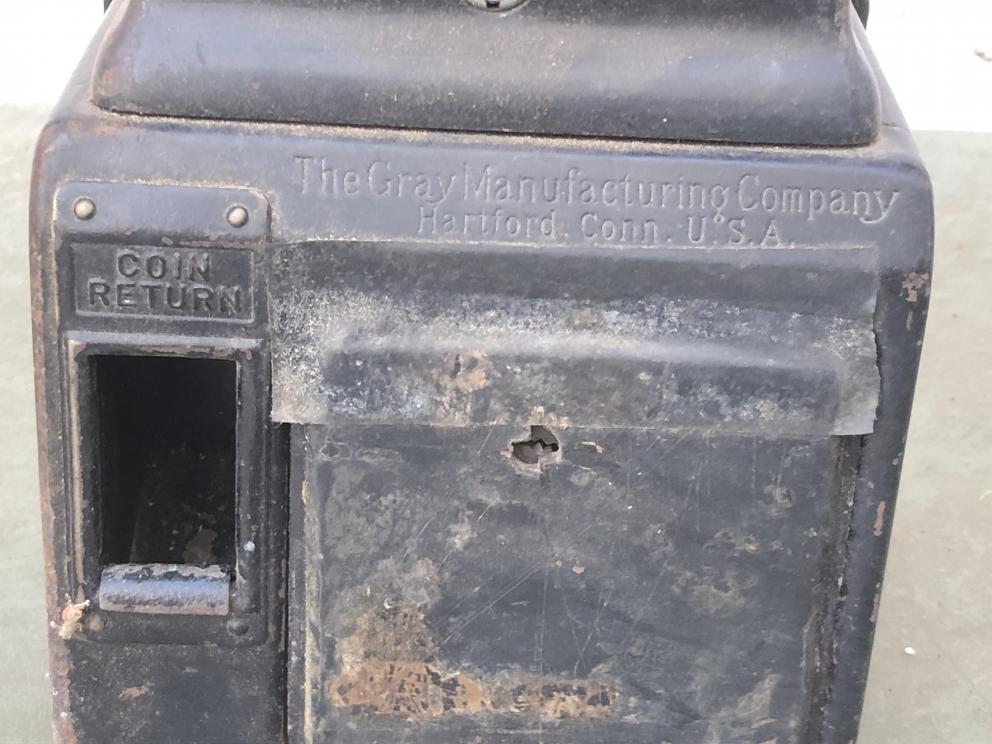 The Gray Manufacturing Company
Hartford, Conn. U.S.A.
COIN
RETURN